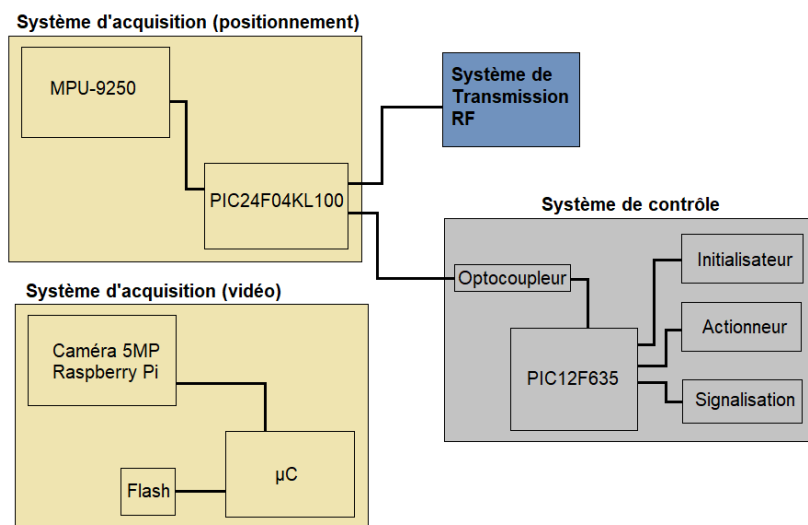 Système d'acquisition (positionnement)
MPU-9250
PIC24F04KL100
Système de
Transmission
RF
Système de contrôle
Optocoupleur
Initialisateur
Actionneur
PIC12F635
Signalisation
Système d'acquisition (vidéo)
Caméra 5MP
Raspberry Pi
µC
Flash